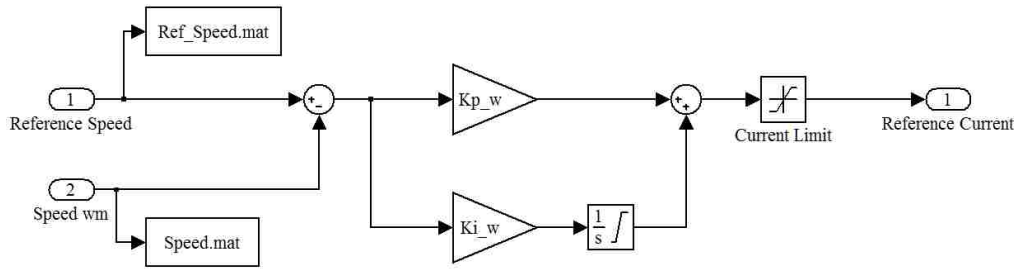 Ref_Speed.mat
1
Reference Speed
+
-
Kp_w
+
+
Current Limit
1
Reference Current
2
Speed wm
Speed.mat
Ki_w
1
s